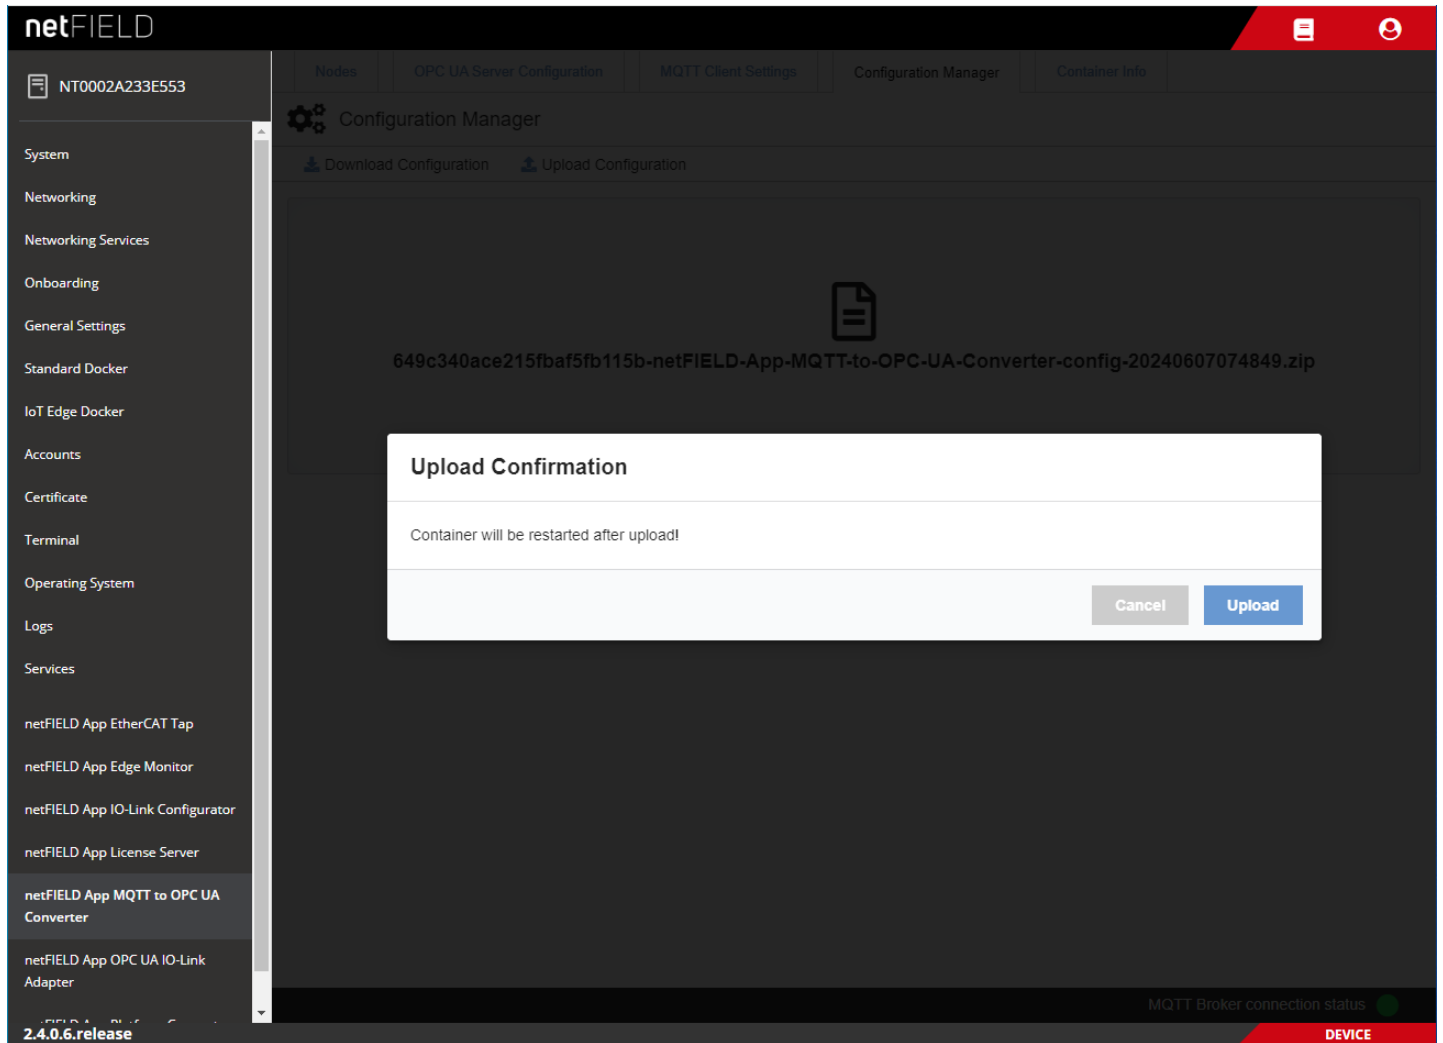 netFIELD
NT0002A233E553
System
Networking
Networking Services
Onboarding
General Settings
Standard Docker
IoT Edge Docker
Accounts
Certificate
Terminal
Operating System
Logs
Services
netFIELD App EtherCAT Tap
netFIELD App Edge Monitor
netFIELD App IO-Link Configurator
netFIELD App License Server
netFIELD App MQTT to OPC UA
Converter
netFIELD App OPC UA IO-Link
Adapter
2.4.0.6.release
Nodes OPC UA Server Configuration MQTT Client Settings Configuration Manager Container Info
Configuration Manager
Download Configuration Upload Configuration
649c340ace215fbaf5fb115b-netFIELD-App-MQTT-to-OPC-UA-Converter-config-20240607074849.zip
Upload Confirmation
Container will be restarted after upload!
Cancel Upload
MQTT Broker connection status
DEVICE